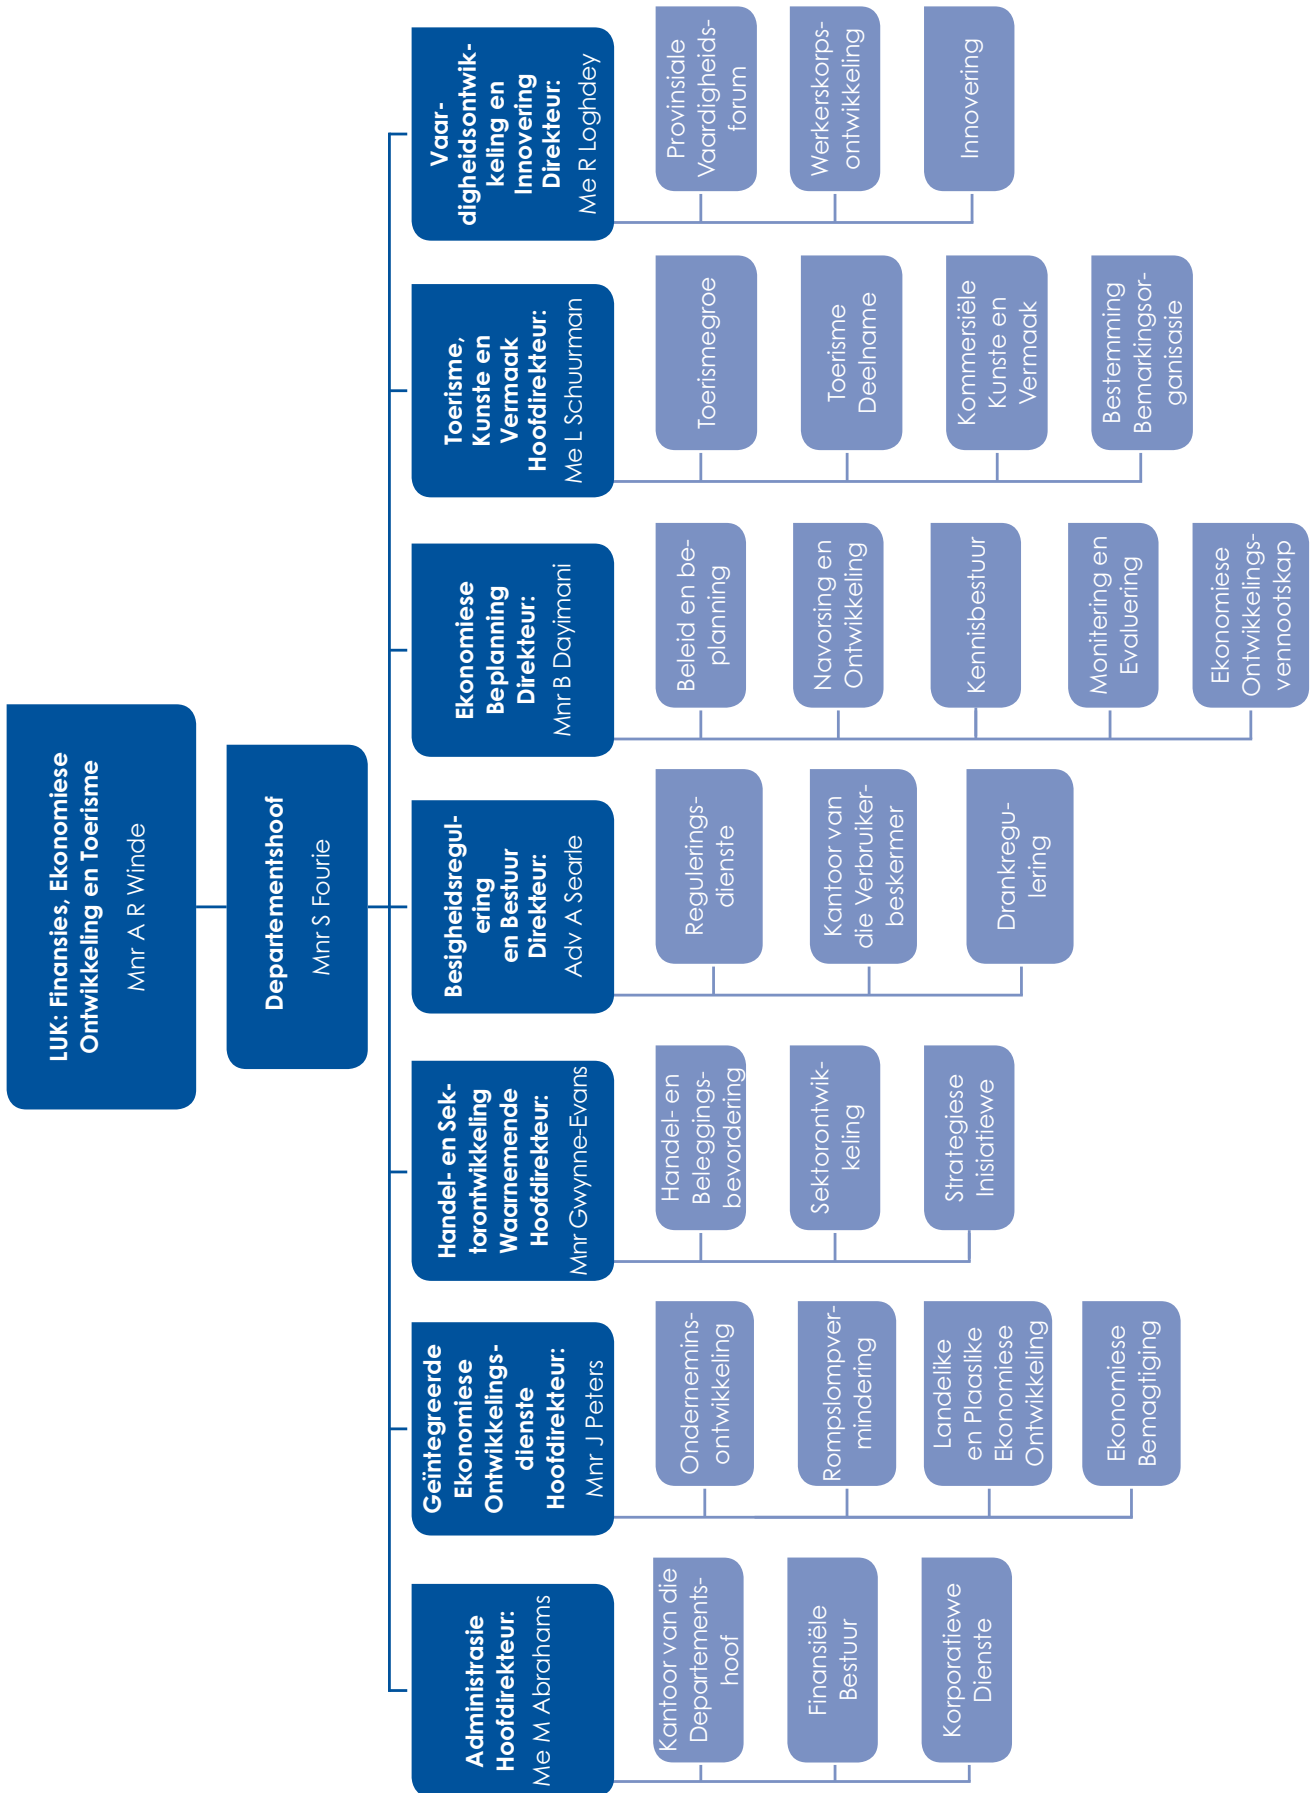 LUK: Finansies, Ekonomiese
Ontwikkeling en Toerisme
Mnr A R Winde
Departementshoof
Mnr S Fourie
Administrasie
Hoofdirekteur:
Me M Abrahams
Kantoor van die
Departements-
hoof
Finansiële
Bestuur
Korporatiewe
Dienste
Geïntegreerde
Ekonomiese
Ontwikkelings-
dienste
Hoofdirekteur:
Mnr J Peters
Ondernemins-
ontwikkeling
Rompslompver-
mindering
Landelike
en Plaaslike
Ekonomiese
Ontwikkeling
Ekonomiese
Bemagtiging
Handel- en Sek-
torontwikkeling
Waarnemende
Hoofdirekteur:
Mnr Gwynne-Evans
Handel- en
Beleggings-
bevordering
Sektorontwik-
keling
Strategiese
Inisiatiewe
Besigheidsregul-
ering
en Bestuur
Direkteur:
Adv A Searle
Regulerings-
dienste
Kantoor van
die Verbruiker-
beskermer
Drankregu-
lering
Ekonomiese
Beplanning
Direkteur:
Mnr B Dayimani
Beleid en be-
planning
Navorsing en
Ontwikkeling
Kennisbestuur
Monitering en
Evaluering
Ekonomiese
Ontwikkelings-
vennootskap
Toerisme,
Kunste en
Vermaak
Hoofdirekteur:
Me L Schuurman
Toerismegroe
Toerisme
Deelname
Kommersiële
Kunste en
Vermaak
Bestemming
Bemarkingsor-
ganisasie
Vaar-
digheidsontwik-
keling en
Innovering
Direkteur:
Me R Loghdey
Provinsiale
Vaardigheids-
forum
Werkerskorps-
ontwikkeling
Innovering